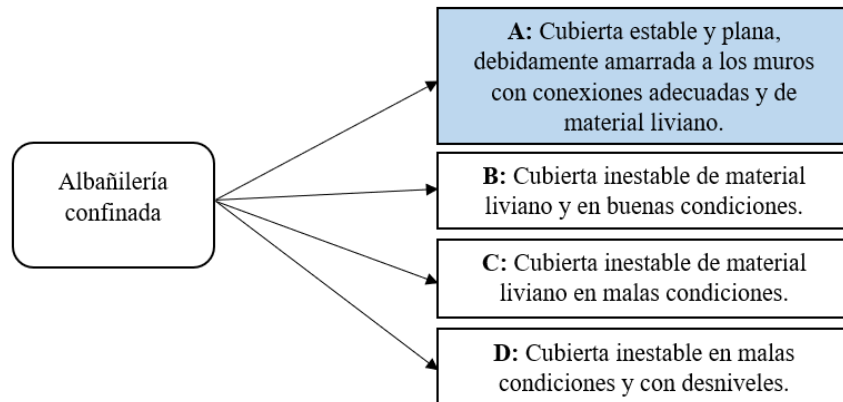 Albañilería
confinada
A: Cubierta estable y plana,
debidamente amarrada a los muros
con conexiones adecuadas y de
material liviano.
B: Cubierta inestable de material
liviano y en buenas condiciones.
C: Cubierta inestable de material
liviano en malas condiciones.
D: Cubierta inestable en malas
condiciones y con desniveles.